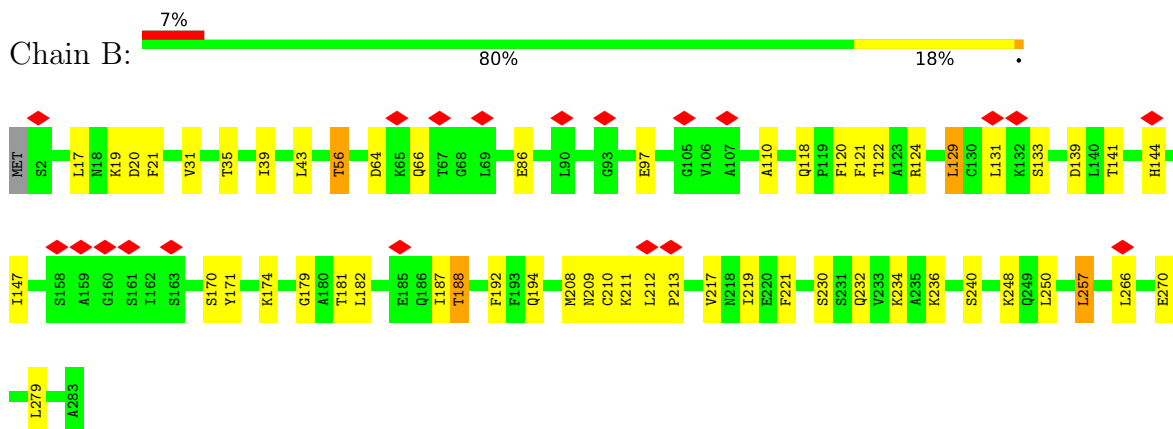 7%
Chain B:
80% 18% •
MET S2 L17 N18 K19 D20 F21 V31 T35 I39 L43 T56 D64 K65 Q66 T67 G68 L69 E86 L90 G93 E97 G105 V106 A107 A110 Q118 P119 F120 F121 T122 A123 R124 L129 C130 L131 K132 S133 D139 L140 T141 H144
I147 S158 A159 G160 S161 I162 S163 S170 Y171 K174 G179 A180 T181 L182 E185 Q186 I187 T188 F192 F193 Q194 M208 N209 C210 K211 L212 P213 V217 N218 I219 E220 F221 S230 S231 Q232 V233 K234 A235 K236 S240 K248 Q249 L250 L257 L266 E270
L279 A283